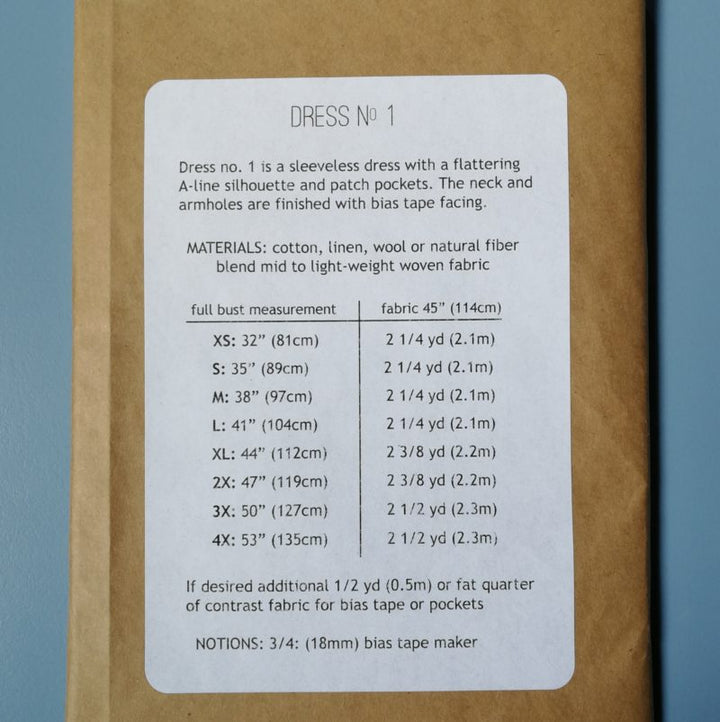 DRESS Nº 1
Dress no. 1 is a sleeveless dress with a flattering
A-line silhouette and patch pockets. The neck and
armholes are finished with bias tape facing.
MATERIALS: cotton, linen, wool or natural fiber
blend mid to light-weight woven fabric
full bust measurement fabric 45” (114cm)
XS: 32” (81cm) 2 1/4 yd (2.1m)
S: 35” (89cm) 2 1/4 yd (2.1m)
M: 38” (97cm) 2 1/4 yd (2.1m)
L: 41” (104cm) 2 1/4 yd (2.1m)
XL: 44” (112cm) 2 3/8 yd (2.2m)
2X: 47” (119cm) 2 3/8 yd (2.2m)
3X: 50” (127cm) 2 1/2 yd (2.3m)
4X: 53” (135cm) 2 1/2 yd (2.3m)
If desired additional 1/2 yd (0.5m) or fat quarter
of contrast fabric for bias tape or pockets
NOTIONS: 3/4: (18mm) bias tape maker